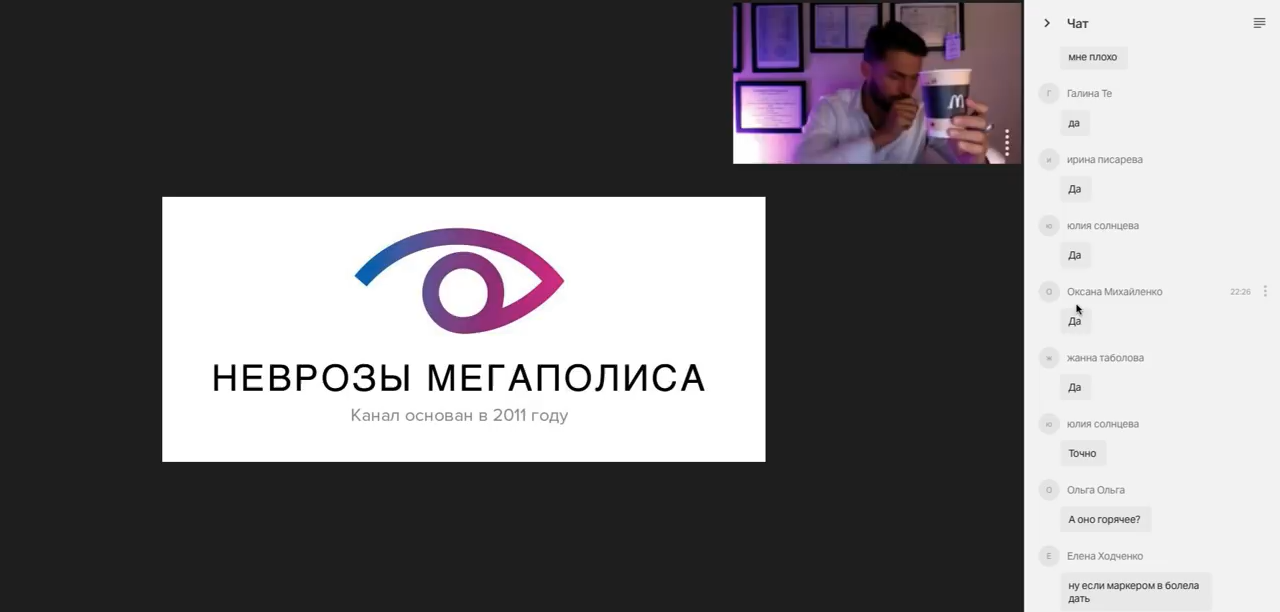 Чат
мне плохо
Г
Галина Те
да
и
ирина писарева
Да
ю
юлия солнцева
Да
О
Оксана Михайленко
22:26
Да
ж
жанна таболова
Да
ю
юлия солнцева
Точно
О
Ольга Ольга
А оно горячее?
Е
Елена Ходченко
ну если маркером в болела
дать
НЕВРОЗЫ МЕГАПОЛИСА
Канал основан в 2011 году